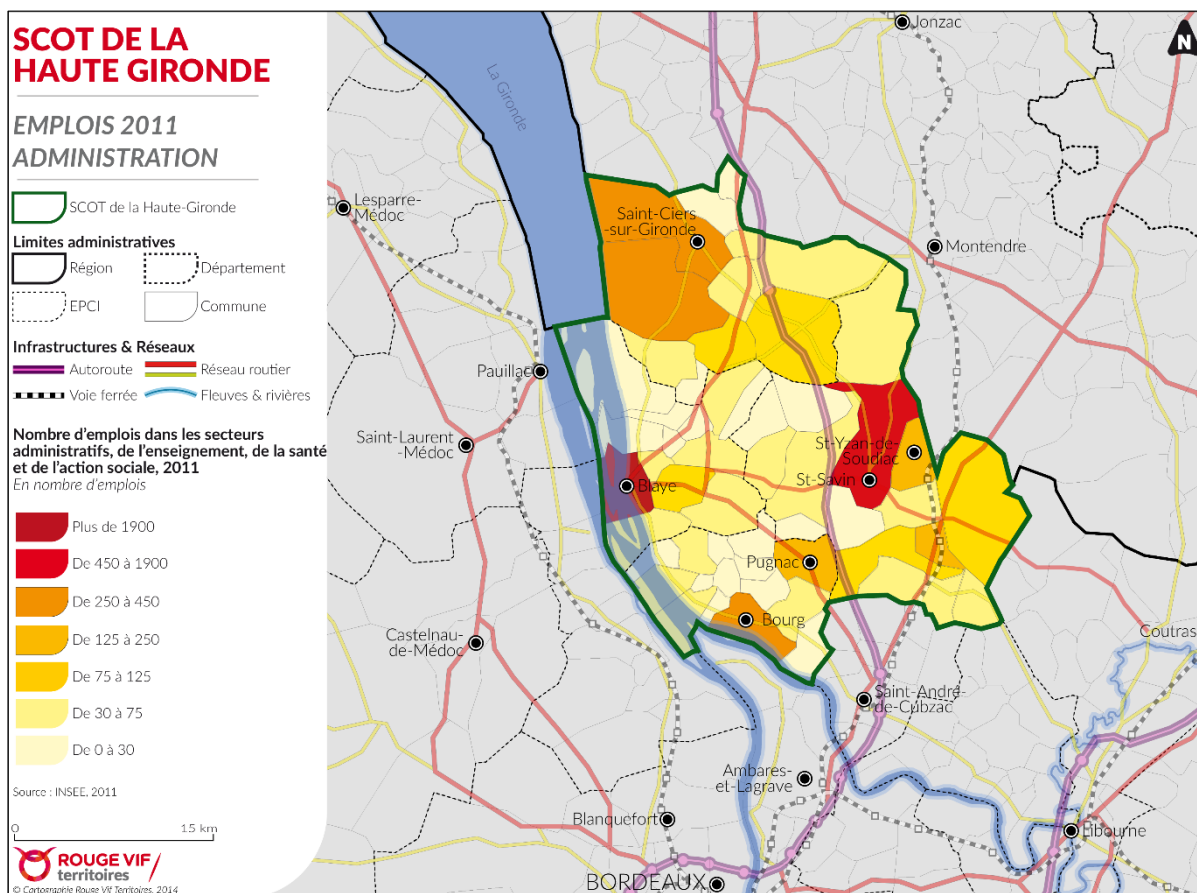 SCOT DE LA
HAUTE GIRONDE
EMPLOIS 2011
ADMINISTRATION
SCOT de la Haute-Gironde
Limites administratives
Région
Département
EPCI
Commune
Infrastructures & Réseaux
Autoroute
Réseau routier
Voie ferrée
Fleuves & rivières
Nombre d'emplois dans les secteurs
administratifs, de l'enseignement, de la santé
et de l'action sociale, 2011
En nombre d'emplois
Plus de 1900
De 450 à 1900
De 250 à 450
De 125 à 250
De 75 à 125
De 30 à 75
De 0 à 30
Source : INSEE, 2011
0
15 km
ROUGE VIF
territoires
© Cartographie Rouge Vif Territoires, 2014
N
Jonzac
La Gironde
Lesparre-
Médoc
Saint-Ciers
-sur-Gironde
Montendre
Pauillac
Saint-Laurent
-Médoc
St-Yzan-de-
Soudiac
St-Savin
Blaye
Pugnac
Bourg
Castelnau-
de-Médoc
Coutras
Saint-André-
de-Cubzac
Ambares-
et-Lagrave
Blanquefort
Libourne
BORDEAUX